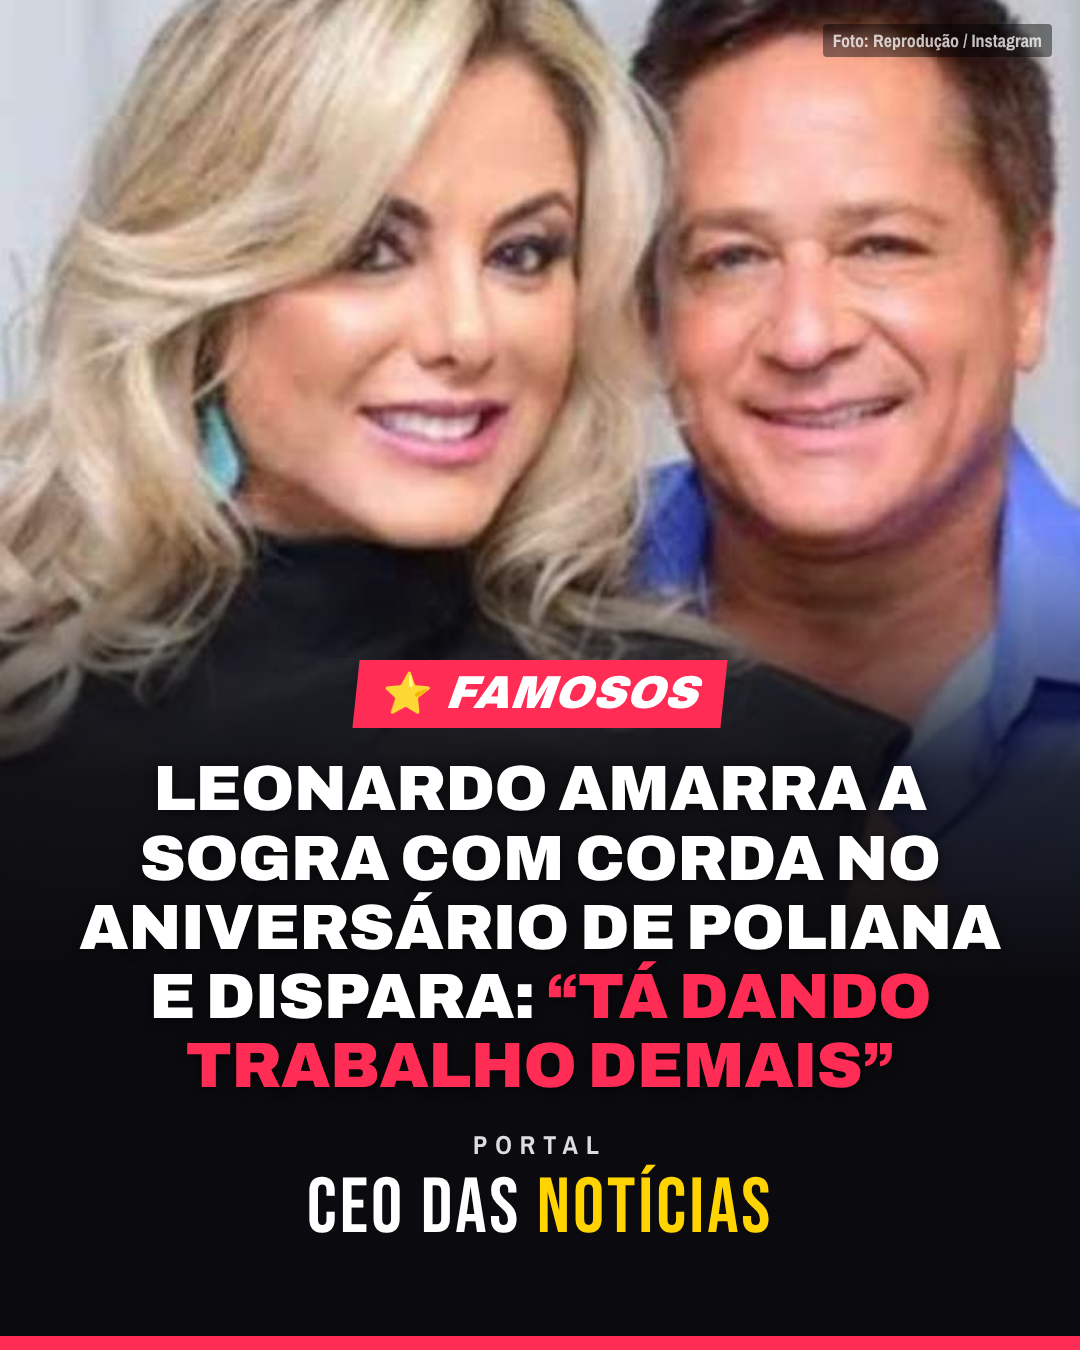 Foto: Reprodução / Instagram
⭐ FAMOSOS
LEONARDO AMARRA A
SOGRA COM CORDA NO
ANIVERSÁRIO DE POLIANA
E DISPARA: “TÁ DANDO
TRABALHO DEMAIS”
PORTAL
CEO DAS NOTÍCIAS